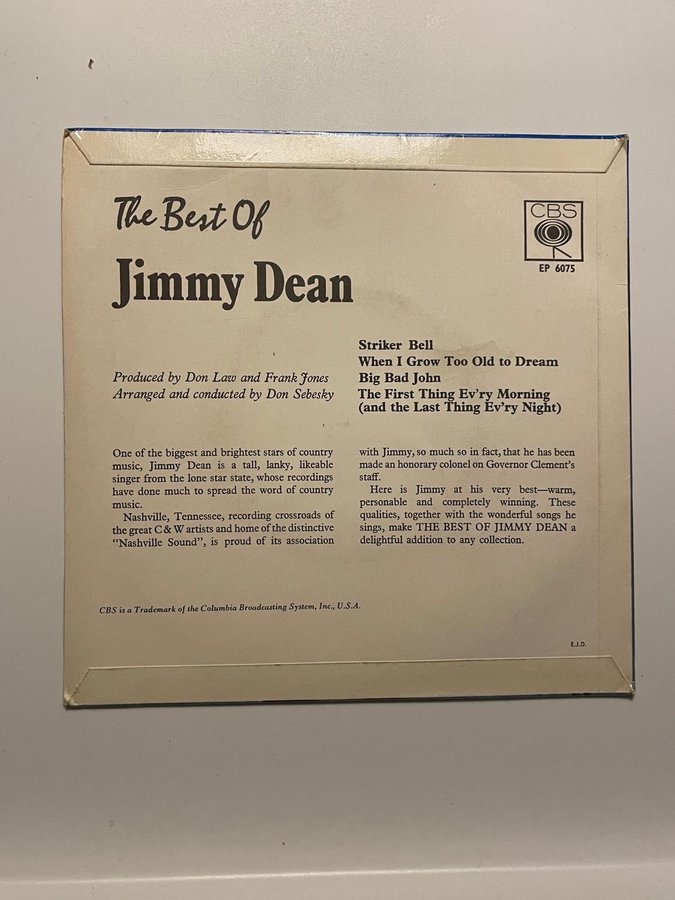 The Best Of
Jimmy Dean
CBS
EP 6075
Striker Bell
When I Grow Too Old to Dream
Big Bad John
The First Thing Ev'ry Morning
(and the Last Thing Ev'ry Night)
Produced by Don Law and Frank Jones
Arranged and conducted by Don Sebesky
One of the biggest and brightest stars of country
music, Jimmy Dean is a tall, lanky, likeable
singer from the lone star state, whose recordings
have done much to spread the word of country
music.
Nashville, Tennessee, recording crossroads of
the great C & W artists and home of the distinctive
"Nashville Sound", is proud of its association
with Jimmy, so much so in fact, that he has been
made an honorary colonel on Governor Clement's
staff.
Here is Jimmy at his very best—warm,
personable and completely winning. These
qualities, together with the wonderful songs he
sings, make THE BEST OF JIMMY DEAN a
delightful addition to any collection.
CBS is a Trademark of the Columbia Broadcasting System, Inc., U.S.A.
E.J.D.